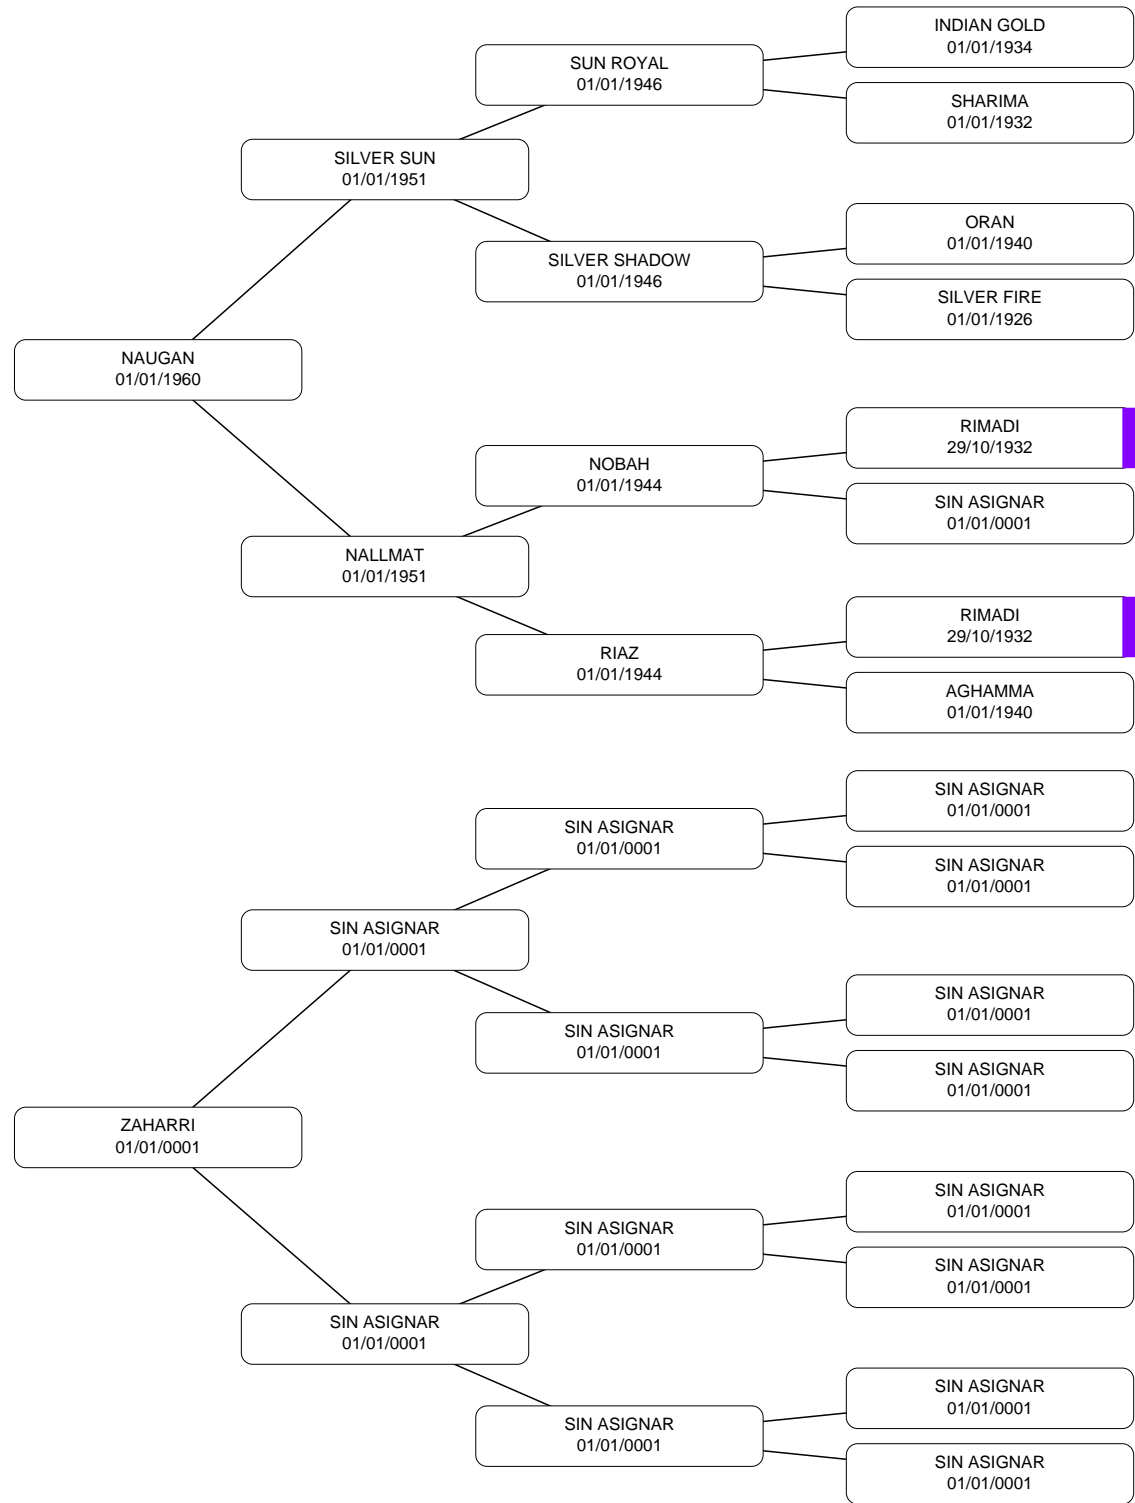 INDIAN GOLD
01/01/1934
SUN ROYAL
01/01/1946
SHARIMA
01/01/1932
SILVER SUN
01/01/1951
ORAN
01/01/1940
SILVER SHADOW
01/01/1946
SILVER FIRE
01/01/1926
NAUGAN
01/01/1960
RIMADI
29/10/1932
NOBAH
01/01/1944
SIN ASIGNAR
01/01/0001
NALLMAT
01/01/1951
RIMADI
29/10/1932
RIAZ
01/01/1944
AGHAMMA
01/01/1940
SIN ASIGNAR
01/01/0001
SIN ASIGNAR
01/01/0001
SIN ASIGNAR
01/01/0001
SIN ASIGNAR
01/01/0001
SIN ASIGNAR
01/01/0001
SIN ASIGNAR
01/01/0001
SIN ASIGNAR
01/01/0001
ZAHARRI
01/01/0001
SIN ASIGNAR
01/01/0001
SIN ASIGNAR
01/01/0001
SIN ASIGNAR
01/01/0001
SIN ASIGNAR
01/01/0001
SIN ASIGNAR
01/01/0001
SIN ASIGNAR
01/01/0001
SIN ASIGNAR
01/01/0001